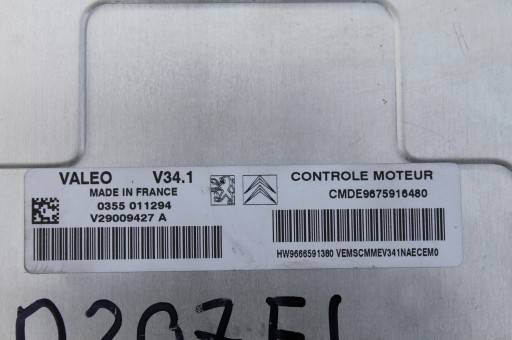 VALEO V34.1
MADE IN FRANCE
0355 011294
V29009427 A
CONTROLE MOTEUR
CMDE9675916480
HW9666591380 VEMSCMMEV341NAECEM0